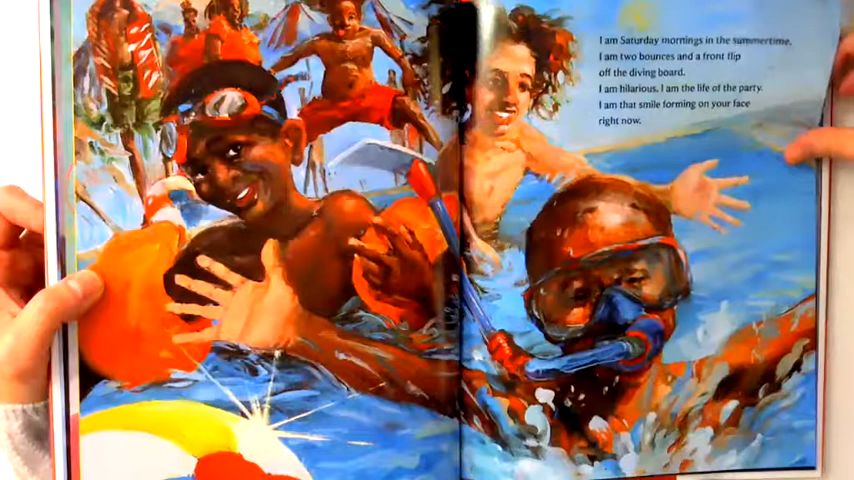 I am Saturday mornings in the summertime.
I am two bounces and a front flip
off the diving board.
I am hilarious. I am the life of the party.
I am that smile forming on your face
right now.